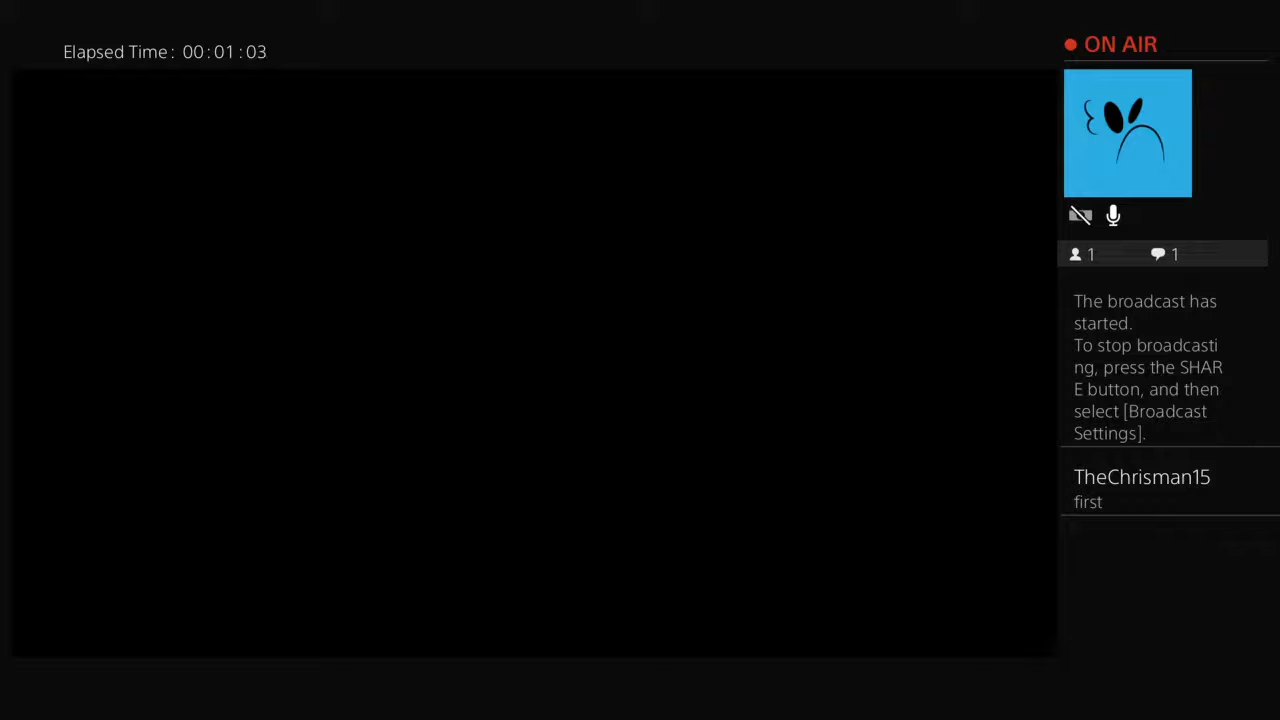 Elapsed Time: 00:01:03
ON AIR
1 1
The broadcast has
started.
To stop broadcasti
ng, press the SHAR
E button, and then
select [Broadcast
Settings].
TheChrisman15
first